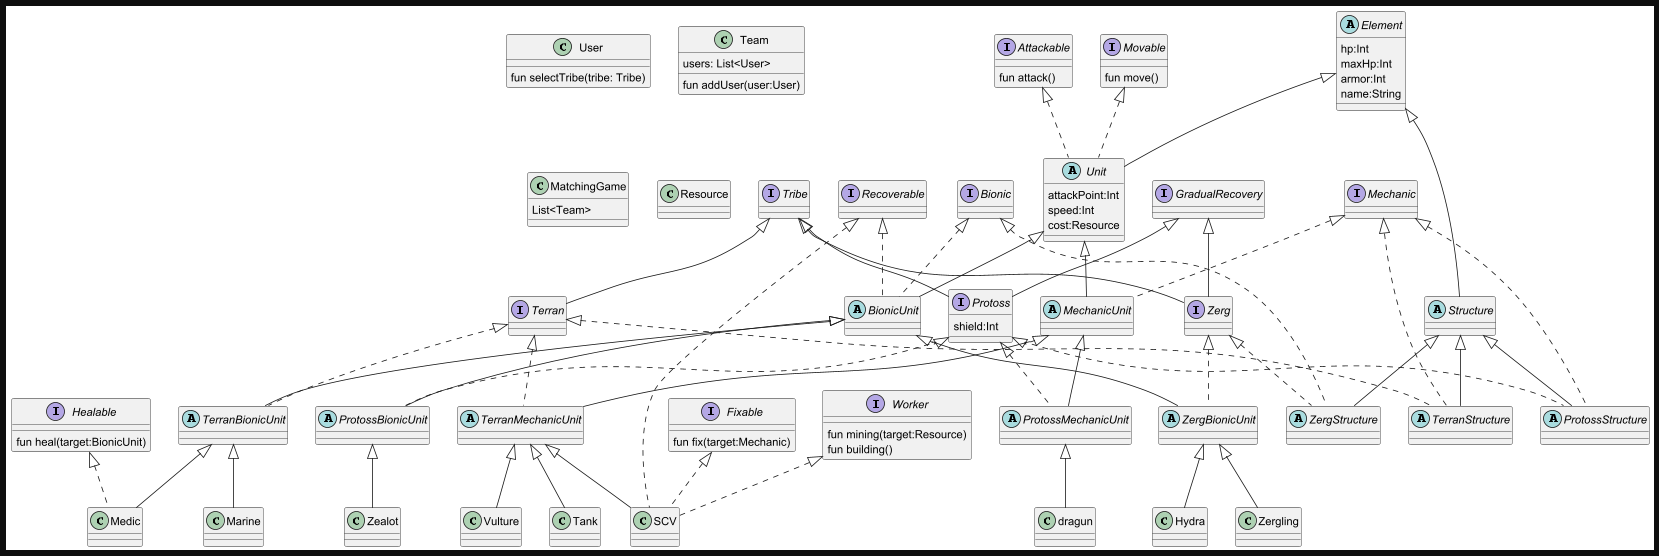 C User
fun selectTribe(tribe: Tribe)
C Team
users: List<User>
fun addUser(user:User)
I Attackable
fun attack()
I Movable
fun move()
A Element
hp:Int
maxHp:Int
armor:Int
name:String
C MatchingGame
List<Team>
C Resource
I Tribe
I Recoverable
I Bionic
A Unit
attackPoint:Int
speed:Int
cost:Resource
I GradualRecovery
I Mechanic
I Terran
A BionicUnit
I Protoss
shield:Int
A MechanicUnit
I Zerg
A Structure
I Healable
fun heal(target:BionicUnit)
A TerranBionicUnit
A ProtossBionicUnit
A TerranMechanicUnit
I Fixable
fun fix(target:Mechanic)
I Worker
fun mining(target:Resource)
fun building()
A ProtossMechanicUnit
A ZergBionicUnit
A ZergStructure
A TerranStructure
A ProtossStructure
C Medic
C Marine
C Zealot
C Vulture
C Tank
C SCV
C dragun
C Hydra
C Zergling